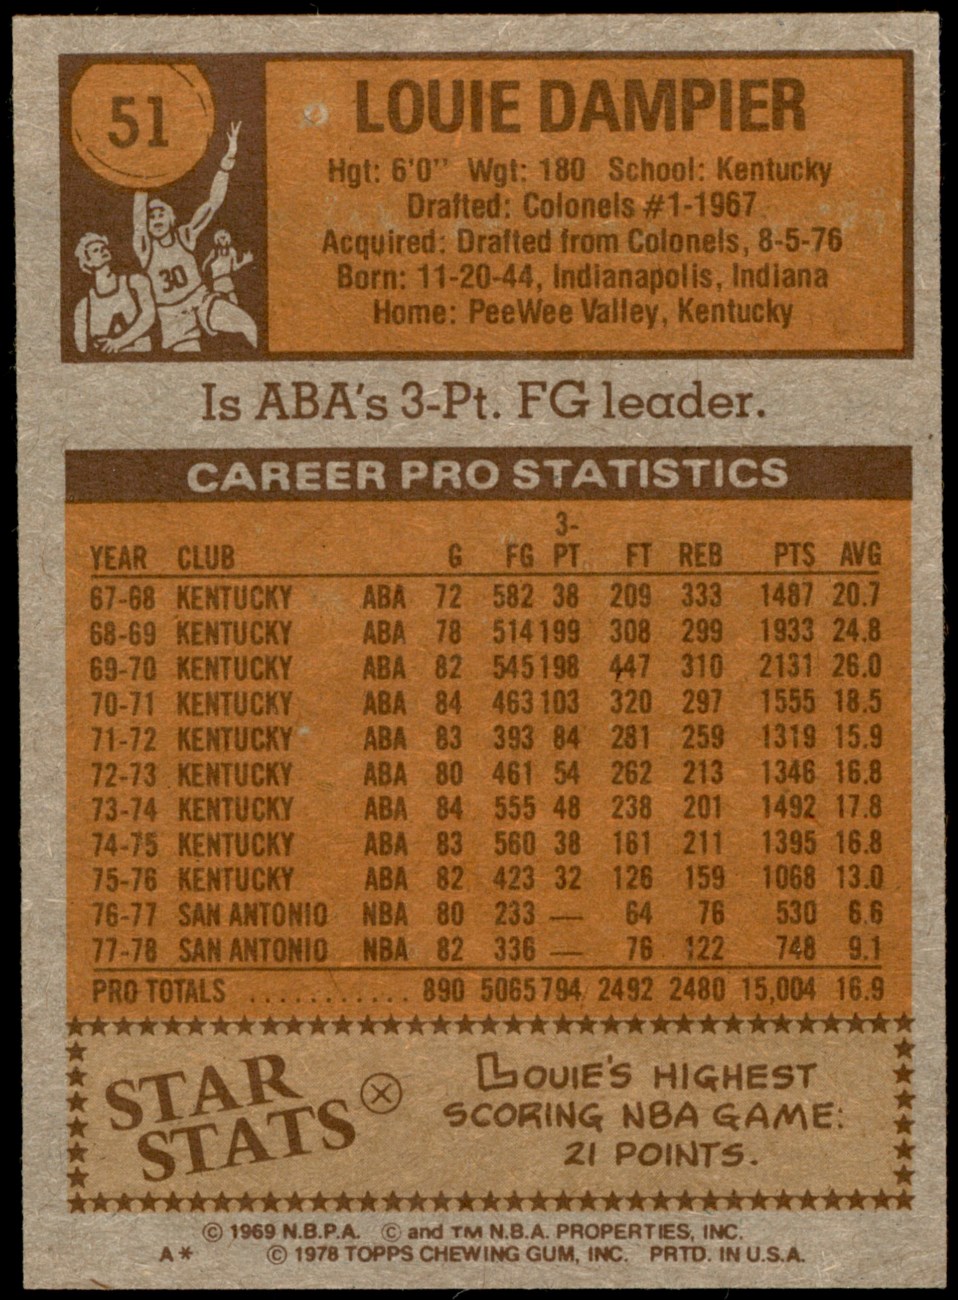 51
LOUIE DAMPIER
Hgt: 6'0" Wgt: 180 School: Kentucky
Drafted: Colonels #1-1967
Acquired: Drafted from Colonels, 8-5-76
Born: 11-20-44, Indianapolis, Indiana
Home: PeeWee Valley, Kentucky
30
A
Is ABA's 3-Pt. FG leader.
CAREER PRO STATISTICS
YEAR CLUB G FG 3-PT FT REB PTS AVG
67-68 KENTUCKY ABA 72 582 38 209 333 1487 20.7
68-69 KENTUCKY ABA 78 514 199 308 299 1933 24.8
69-70 KENTUCKY ABA 82 545 198 447 310 2131 26.0
70-71 KENTUCKY ABA 84 463 103 320 297 1555 18.5
71-72 KENTUCKY ABA 83 393 84 281 259 1319 15.9
72-73 KENTUCKY ABA 80 461 54 262 213 1346 16.8
73-74 KENTUCKY ABA 84 555 48 238 201 1492 17.8
74-75 KENTUCKY ABA 83 560 38 161 211 1395 16.8
75-76 KENTUCKY ABA 82 423 32 126 159 1068 13.0
76-77 SAN ANTONIO NBA 80 233 — 64 76 530 6.6
77-78 SAN ANTONIO NBA 82 336 — 76 122 748 9.1
PRO TOTALS ........... 890 5065 794 2492 2480 15,004 16.9
STAR
STATS
LOUIE'S HIGHEST
SCORING NBA GAME:
21 POINTS.
© 1969 N.B.P.A. © and TM N.B.A. PROPERTIES, INC.
A* © 1978 TOPPS CHEWING GUM, INC. PRTD. IN U.S.A.